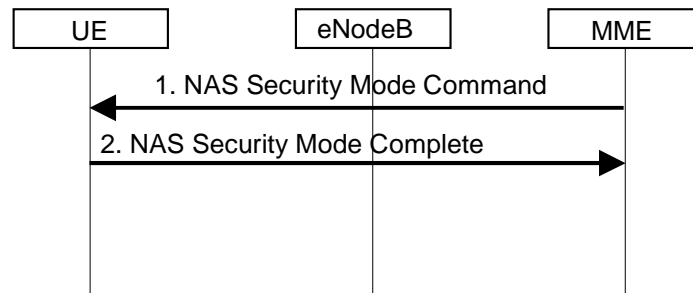 UE
eNodeB
MME
1. NAS Security Mode Command
2. NAS Security Mode Complete